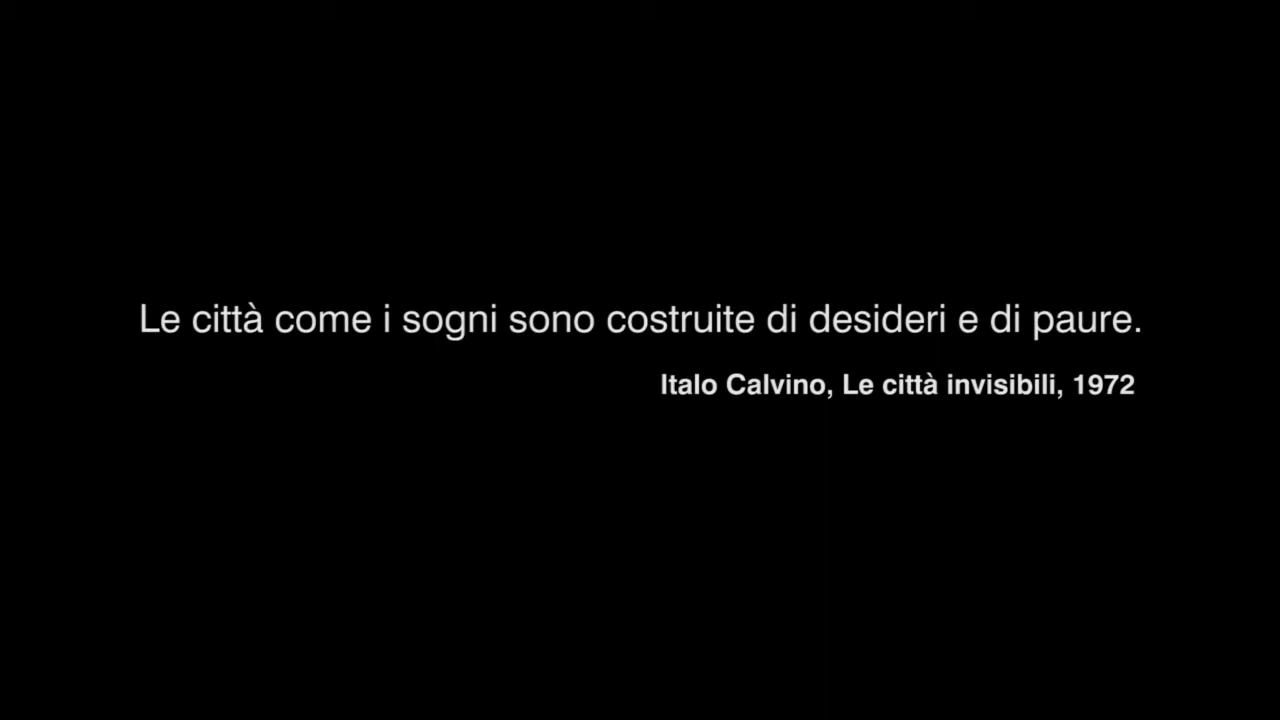 Le città come i sogni sono costruite di desideri e di paure.
Italo Calvino, Le città invisibili, 1972